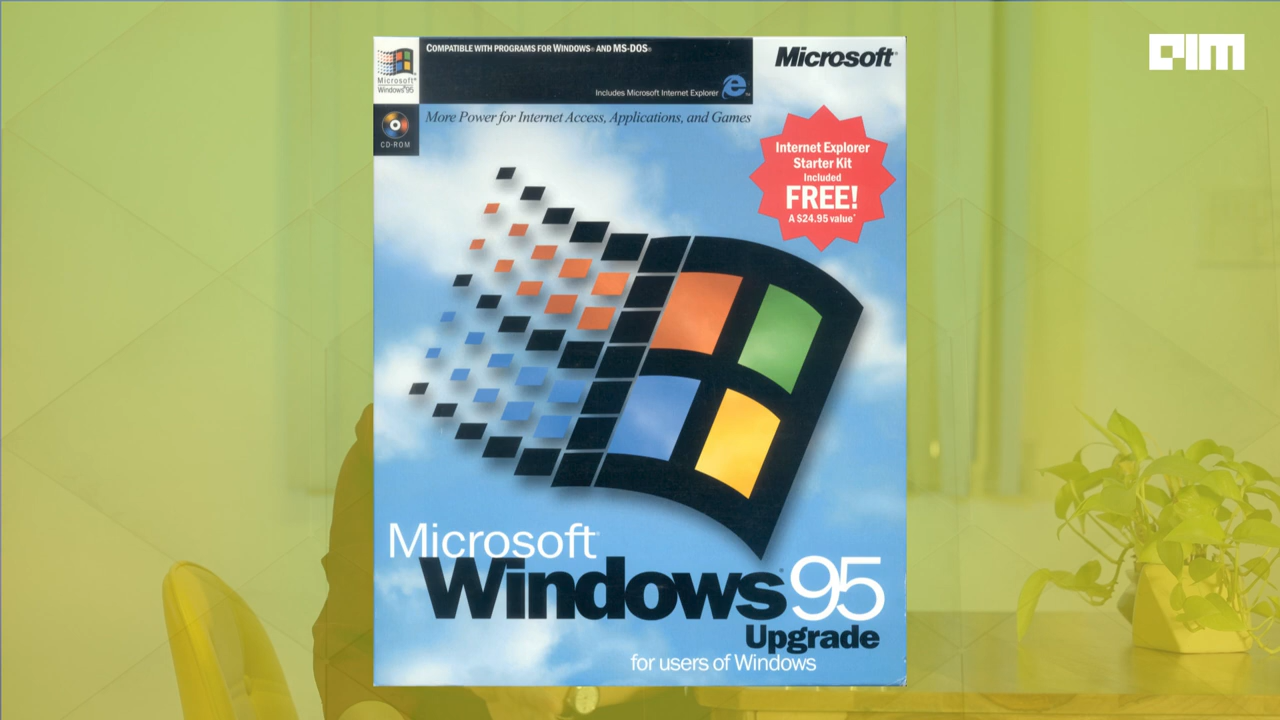 COMPATIBLE WITH PROGRAMS FOR WINDOWS® AND MS-DOS®
Microsoft®
AIM
Microsoft®
Windows®95
Includes Microsoft Internet Explorer
CD-ROM
More Power for Internet Access, Applications, and Games
Internet Explorer
Starter Kit
Included
FREE!
A $24.95 value*
Microsoft®
Windows®95
Upgrade
for users of Windows